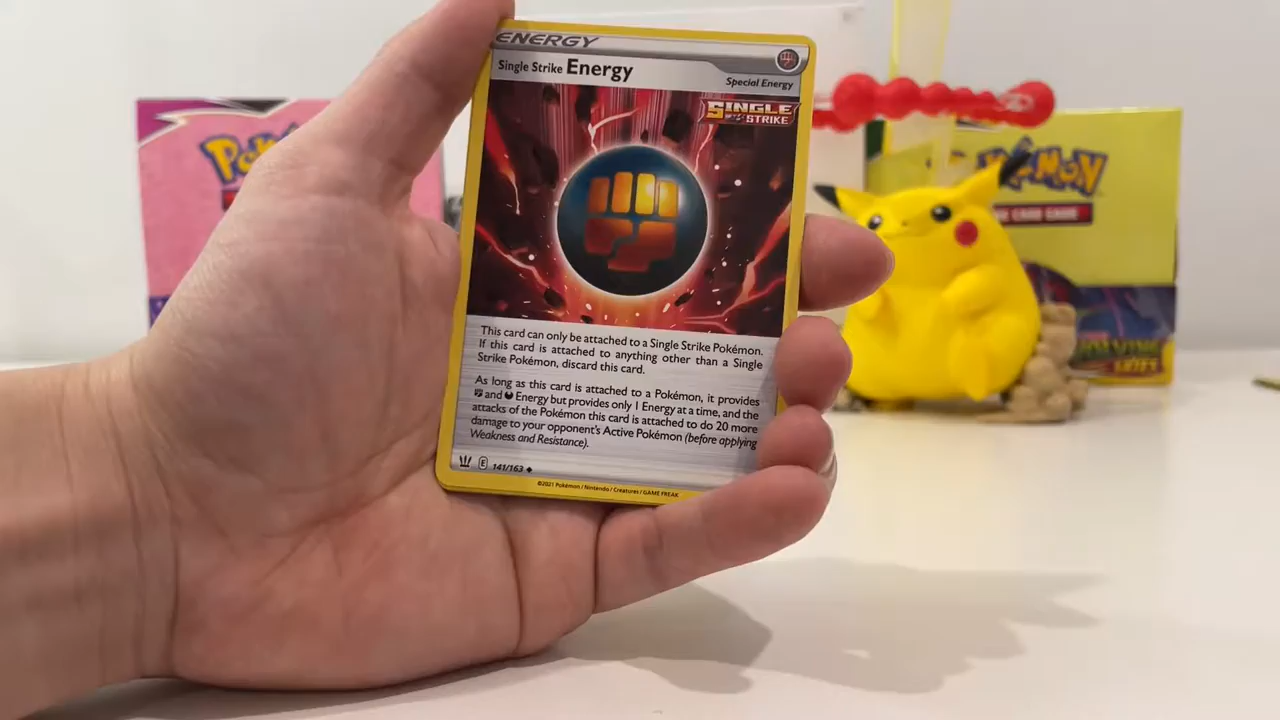 ENERGY
Single Strike Energy
Special Energy
SINGLE
STRIKE
This card can only be attached to a Single Strike Pokémon.
If this card is attached to anything other than a Single
Strike Pokémon, discard this card.
As long as this card is attached to a Pokémon, it provides
and Energy but provides only 1 Energy at a time, and the
attacks of the Pokémon this card is attached to do 20 more
damage to your opponent's Active Pokémon (before applying
Weakness and Resistance).
E 141/163
©2021 Pokémon / Nintendo / Creatures / GAME FREAK